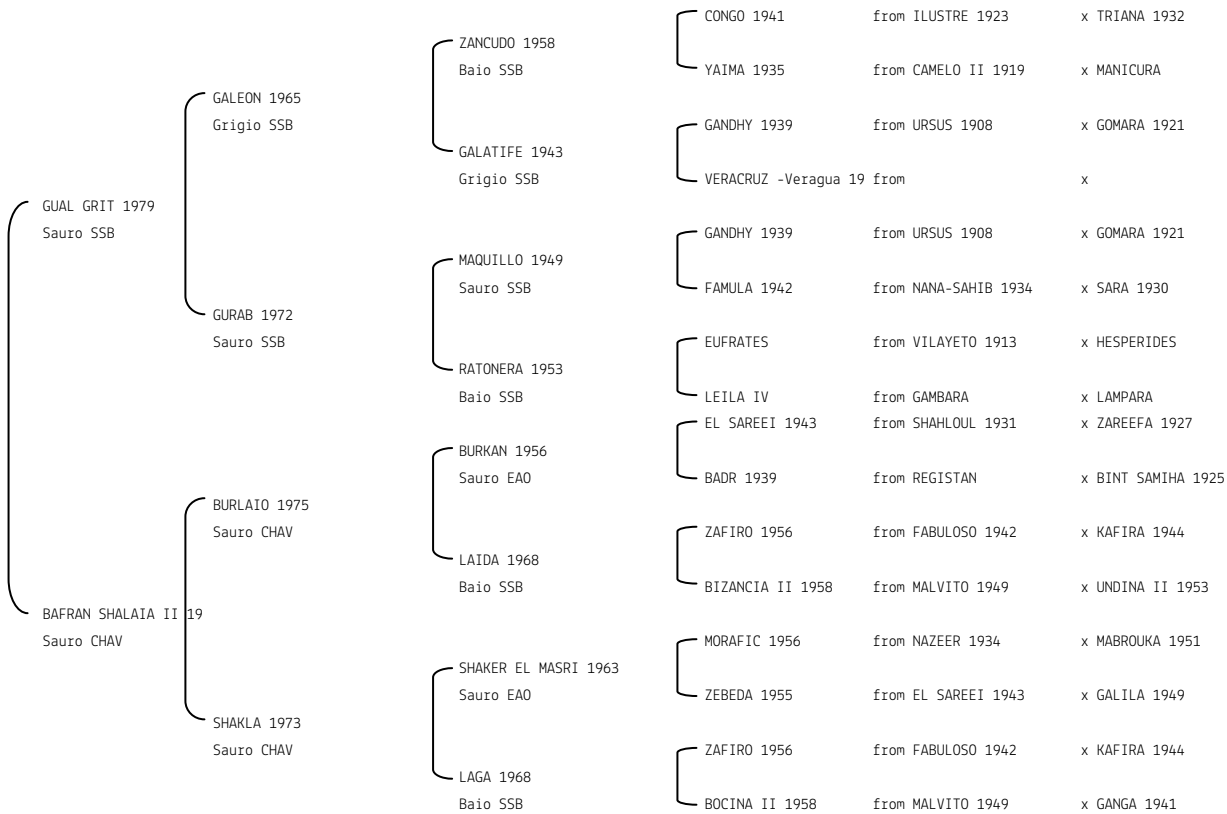 CONGO 1941 from ILUSTRE 1923 x TRIANA 1932
ZANCUDO 1958
Baio SSB YAIMA 1935 from CAMELO II 1919 x MANICURA
GALEON 1965
Grigio SSB GANDHY 1939 from URSUS 1908 x GOMARA 1921
GALATIFE 1943
Grigio SSB VERACRUZ -Veragua 19 from x
GUAL GRIT 1979
Sauro SSB GANDHY 1939 from URSUS 1908 x GOMARA 1921
MAQUILLO 1949
Sauro SSB FAMULA 1942 from NANA-SAHIB 1934 x SARA 1930
GURAB 1972
Sauro SSB EUFRATES from VILAYETO 1913 x HESPERIDES
RATONERA 1953
Baio SSB LEILA IV from GAMBARA x LAMPARA
EL SAREEI 1943 from SHAHLOUL 1931 x ZAREEFA 1927
BURKAN 1956
Sauro EAO BADR 1939 from REGISTAN x BINT SAMIHA 1925
BURLAIO 1975
Sauro CHAV ZAFIRO 1956 from FABULOSO 1942 x KAFIRA 1944
LAIDA 1968
Baio SSB BIZANCIA II 1958 from MALVITO 1949 x UNDINA II 1953
BAFRAN SHALAIA II 19
Sauro CHAV MORAFIC 1956 from NAZEER 1934 x MABROUKA 1951
SHAKER EL MASRI 1963
Sauro EAO ZEBEDA 1955 from EL SAREEI 1943 x GALILA 1949
SHAKLA 1973
Sauro CHAV ZAFIRO 1956 from FABULOSO 1942 x KAFIRA 1944
LAGA 1968
Baio SSB BOCINA II 1958 from MALVITO 1949 x GANGA 1941